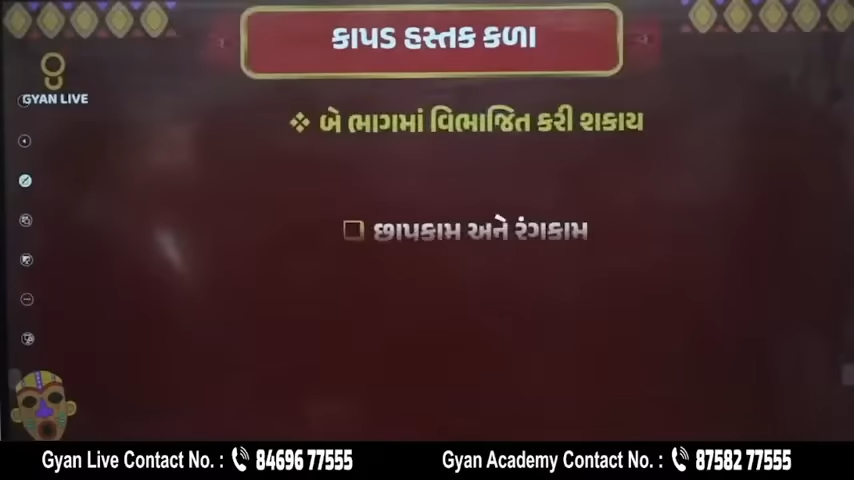 કાપડ હસ્તક કળા
GYAN LIVE
❖ બે ભાગમાં વિભાજિત કરી શકાય
છાપકામ અને રંગકામ
Gyan Live Contact No. : 84696 77555
Gyan Academy Contact No. : 87582 77555